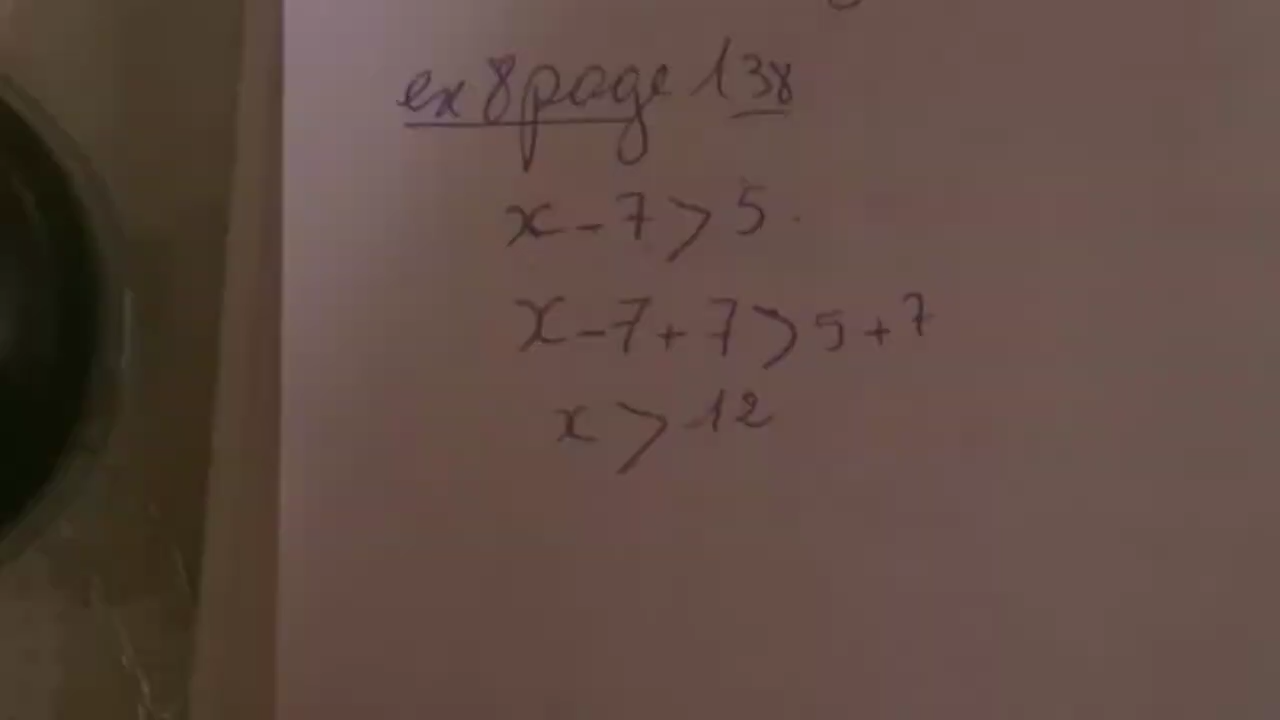 ex 8 page 138
x - 7 > 5
x - 7 + 7 > 5 + 7
x > 12